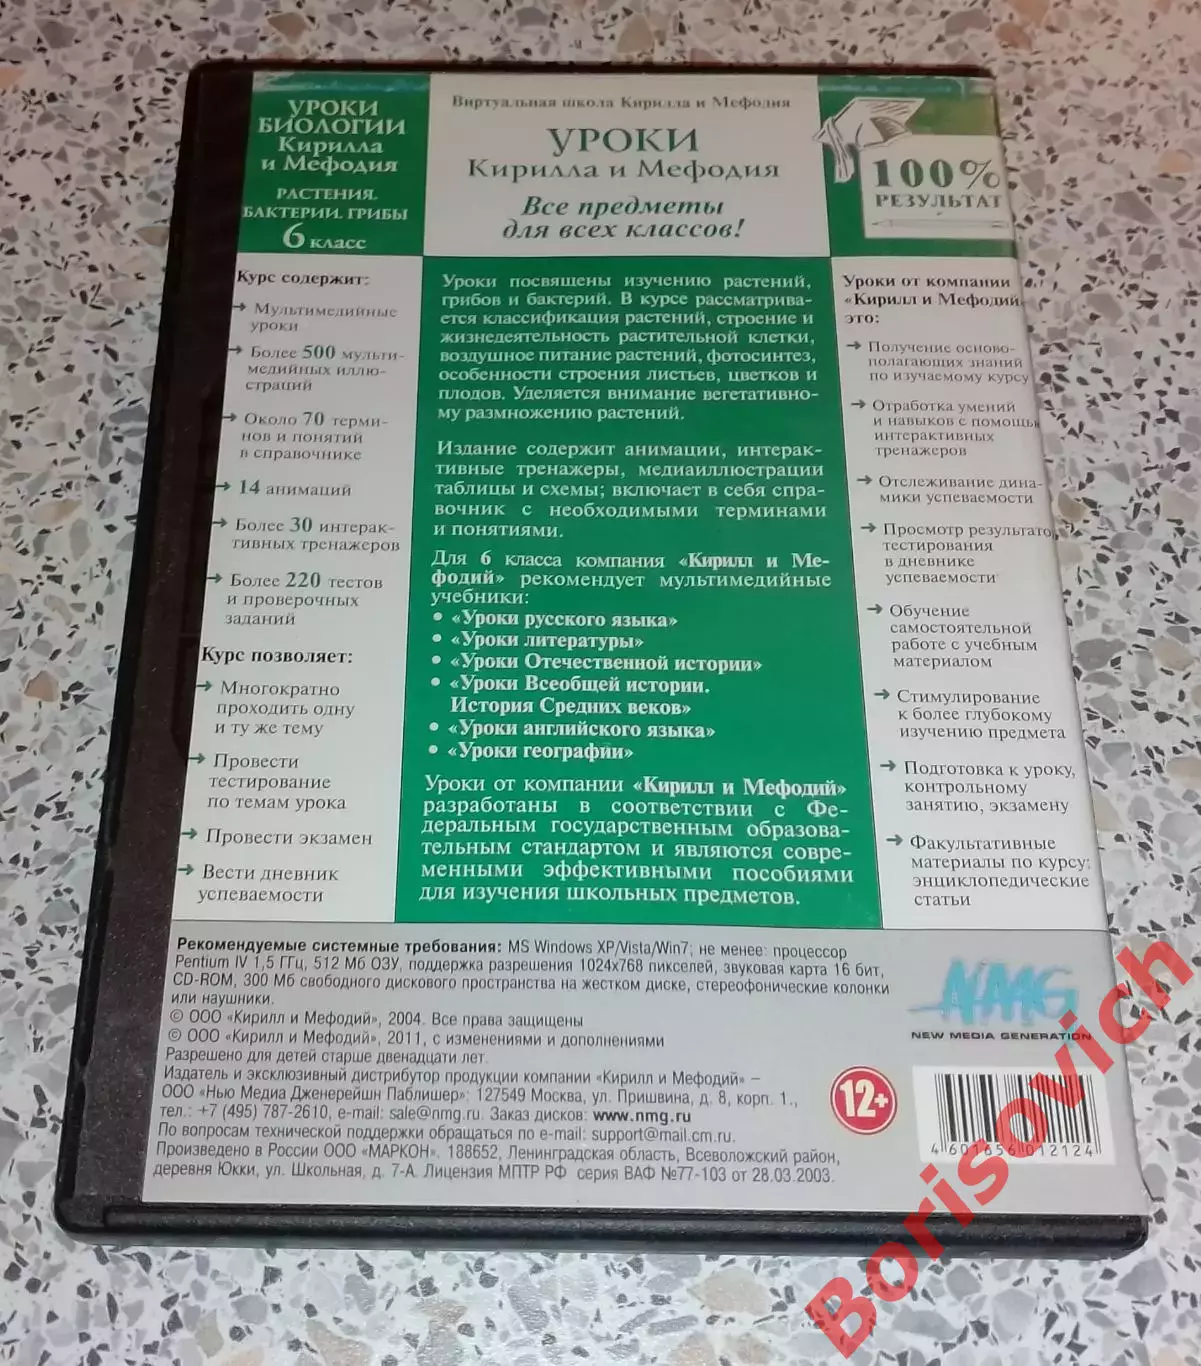 УРОКИ
БИОЛОГИИ
Кирилла
и Мефодия
РАСТЕНИЯ.
БАКТЕРИИ. ГРИБЫ
6 класс
Виртуальная школа Кирилла и Мефодия
УРОКИ
Кирилла и Мефодия
Все предметы
для всех классов!
100%
РЕЗУЛЬТАТ
Курс содержит:
→ Мультимедийные
уроки
→ Более 500 мульти-
медийных иллю-
страций
→ Около 70 терми-
нов и понятий
в справочнике
→ 14 анимаций
→ Более 30 интерак-
тивных тренажеров
→ Более 220 тестов
и проверочных
заданий
Курс позволяет:
→ Многократно
проходить одну
и ту же тему
→ Провести
тестирование
по темам урока
→ Провести экзамен
→ Вести дневник
успеваемости
Уроки посвящены изучению растений,
грибов и бактерий. В курсе рассматрива-
ется классификация растений, строение и
жизнедеятельность растительной клетки,
воздушное питание растений, фотосинтез,
особенности строения листьев, цветков и
плодов. Уделяется внимание вегетативно-
му размножению растений.
Издание содержит анимации, интерак-
тивные тренажеры, медиаиллюстрации
таблицы и схемы; включает в себя спра-
вочник с необходимыми терминами
и понятиями.
Для 6 класса компания «Кирилл и Ме-
фодий» рекомендует мультимедийные
учебники:
• «Уроки русского языка»
• «Уроки литературы»
• «Уроки Отечественной истории»
• «Уроки Всеобщей истории.
История Средних веков»
• «Уроки английского языка»
• «Уроки географии»
Уроки от компании «Кирилл и Мефодий»
разработаны в соответствии с Фе-
деральным государственным образова-
тельным стандартом и являются совре-
менными эффективными пособиями
для изучения школьных предметов.
Уроки от компании
«Кирилл и Мефодий
это:
→ Получение осново-
полагающих знаний
по изучаемому курсу
→ Отработка умений
и навыков с помощь
интерактивных
тренажеров
→ Отслеживание дина-
мики успеваемости
→ Просмотр результато
тестирования
в дневнике
успеваемости
→ Обучение
самостоятельной
работе с учебным
материалом
→ Стимулирование
к более глубокому
изучению предмета
→ Подготовка к уроку,
контрольному
занятию, экзамену
→ Факультативные
материалы по курсу:
энциклопедические
статьи
Рекомендуемые системные требования: MS Windows XP/Vista/Win7; не менее: процессор
Pentium IV 1,5 ГГц, 512 Мб ОЗУ, поддержка разрешения 1024x768 пикселей, звуковая карта 16 бит,
CD-ROM, 300 Мб свободного дискового пространства на жестком диске, стереофонические колонки
или наушники.
© ООО «Кирилл и Мефодий», 2004. Все права защищены
© ООО «Кирилл и Мефодий», 2011, с изменениями и дополнениями
Разрешено для детей старше двенадцати лет.
Издатель и эксклюзивный дистрибутор продукции компании «Кирилл и Мефодий» –
ООО «Нью Медиа Дженерейшн Паблишер»: 127549 Москва, ул. Пришвина, д. 8, корп. 1.,
тел.: +7 (495) 787-2610, e-mail: sale@nmg.ru. Заказ дисков: www.nmg.ru
По вопросам технической поддержки обращаться по e-mail: support@mail.cm.ru.
Произведено в России ООО «МАРКОН». 188652, Ленинградская область, Всеволожский район,
деревня Юкки, ул. Школьная, д. 7-А. Лицензия МПТР РФ серия ВАФ №77-103 от 28.03.2003.
NMG
NEW MEDIA GENERATION
12+
4 601656 012124
Borisovich